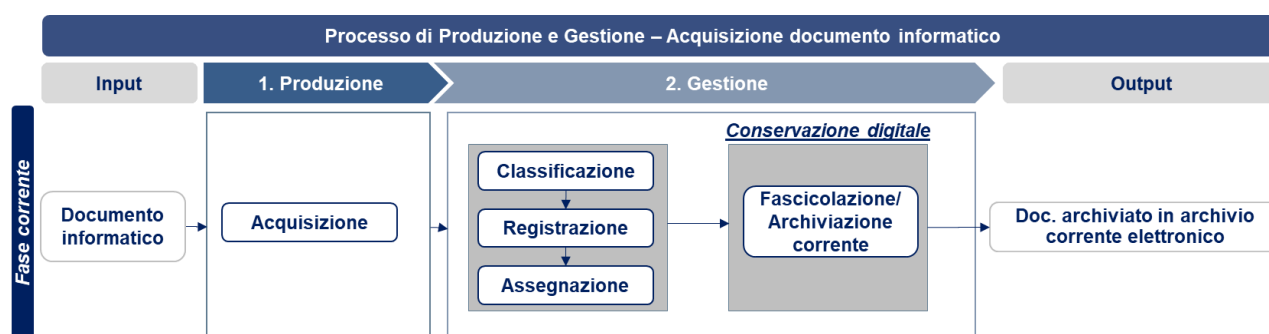 Processo di Produzione e Gestione – Acquisizione documento informatico
Input
1. Produzione
2. Gestione
Output
Fase corrente
Documento
informatico
Acquisizione
Classificazione
Registrazione
Assegnazione
Conservazione digitale
Fascicolazione/
Archiviazione
corrente
Doc. archiviato in archivio
corrente elettronico